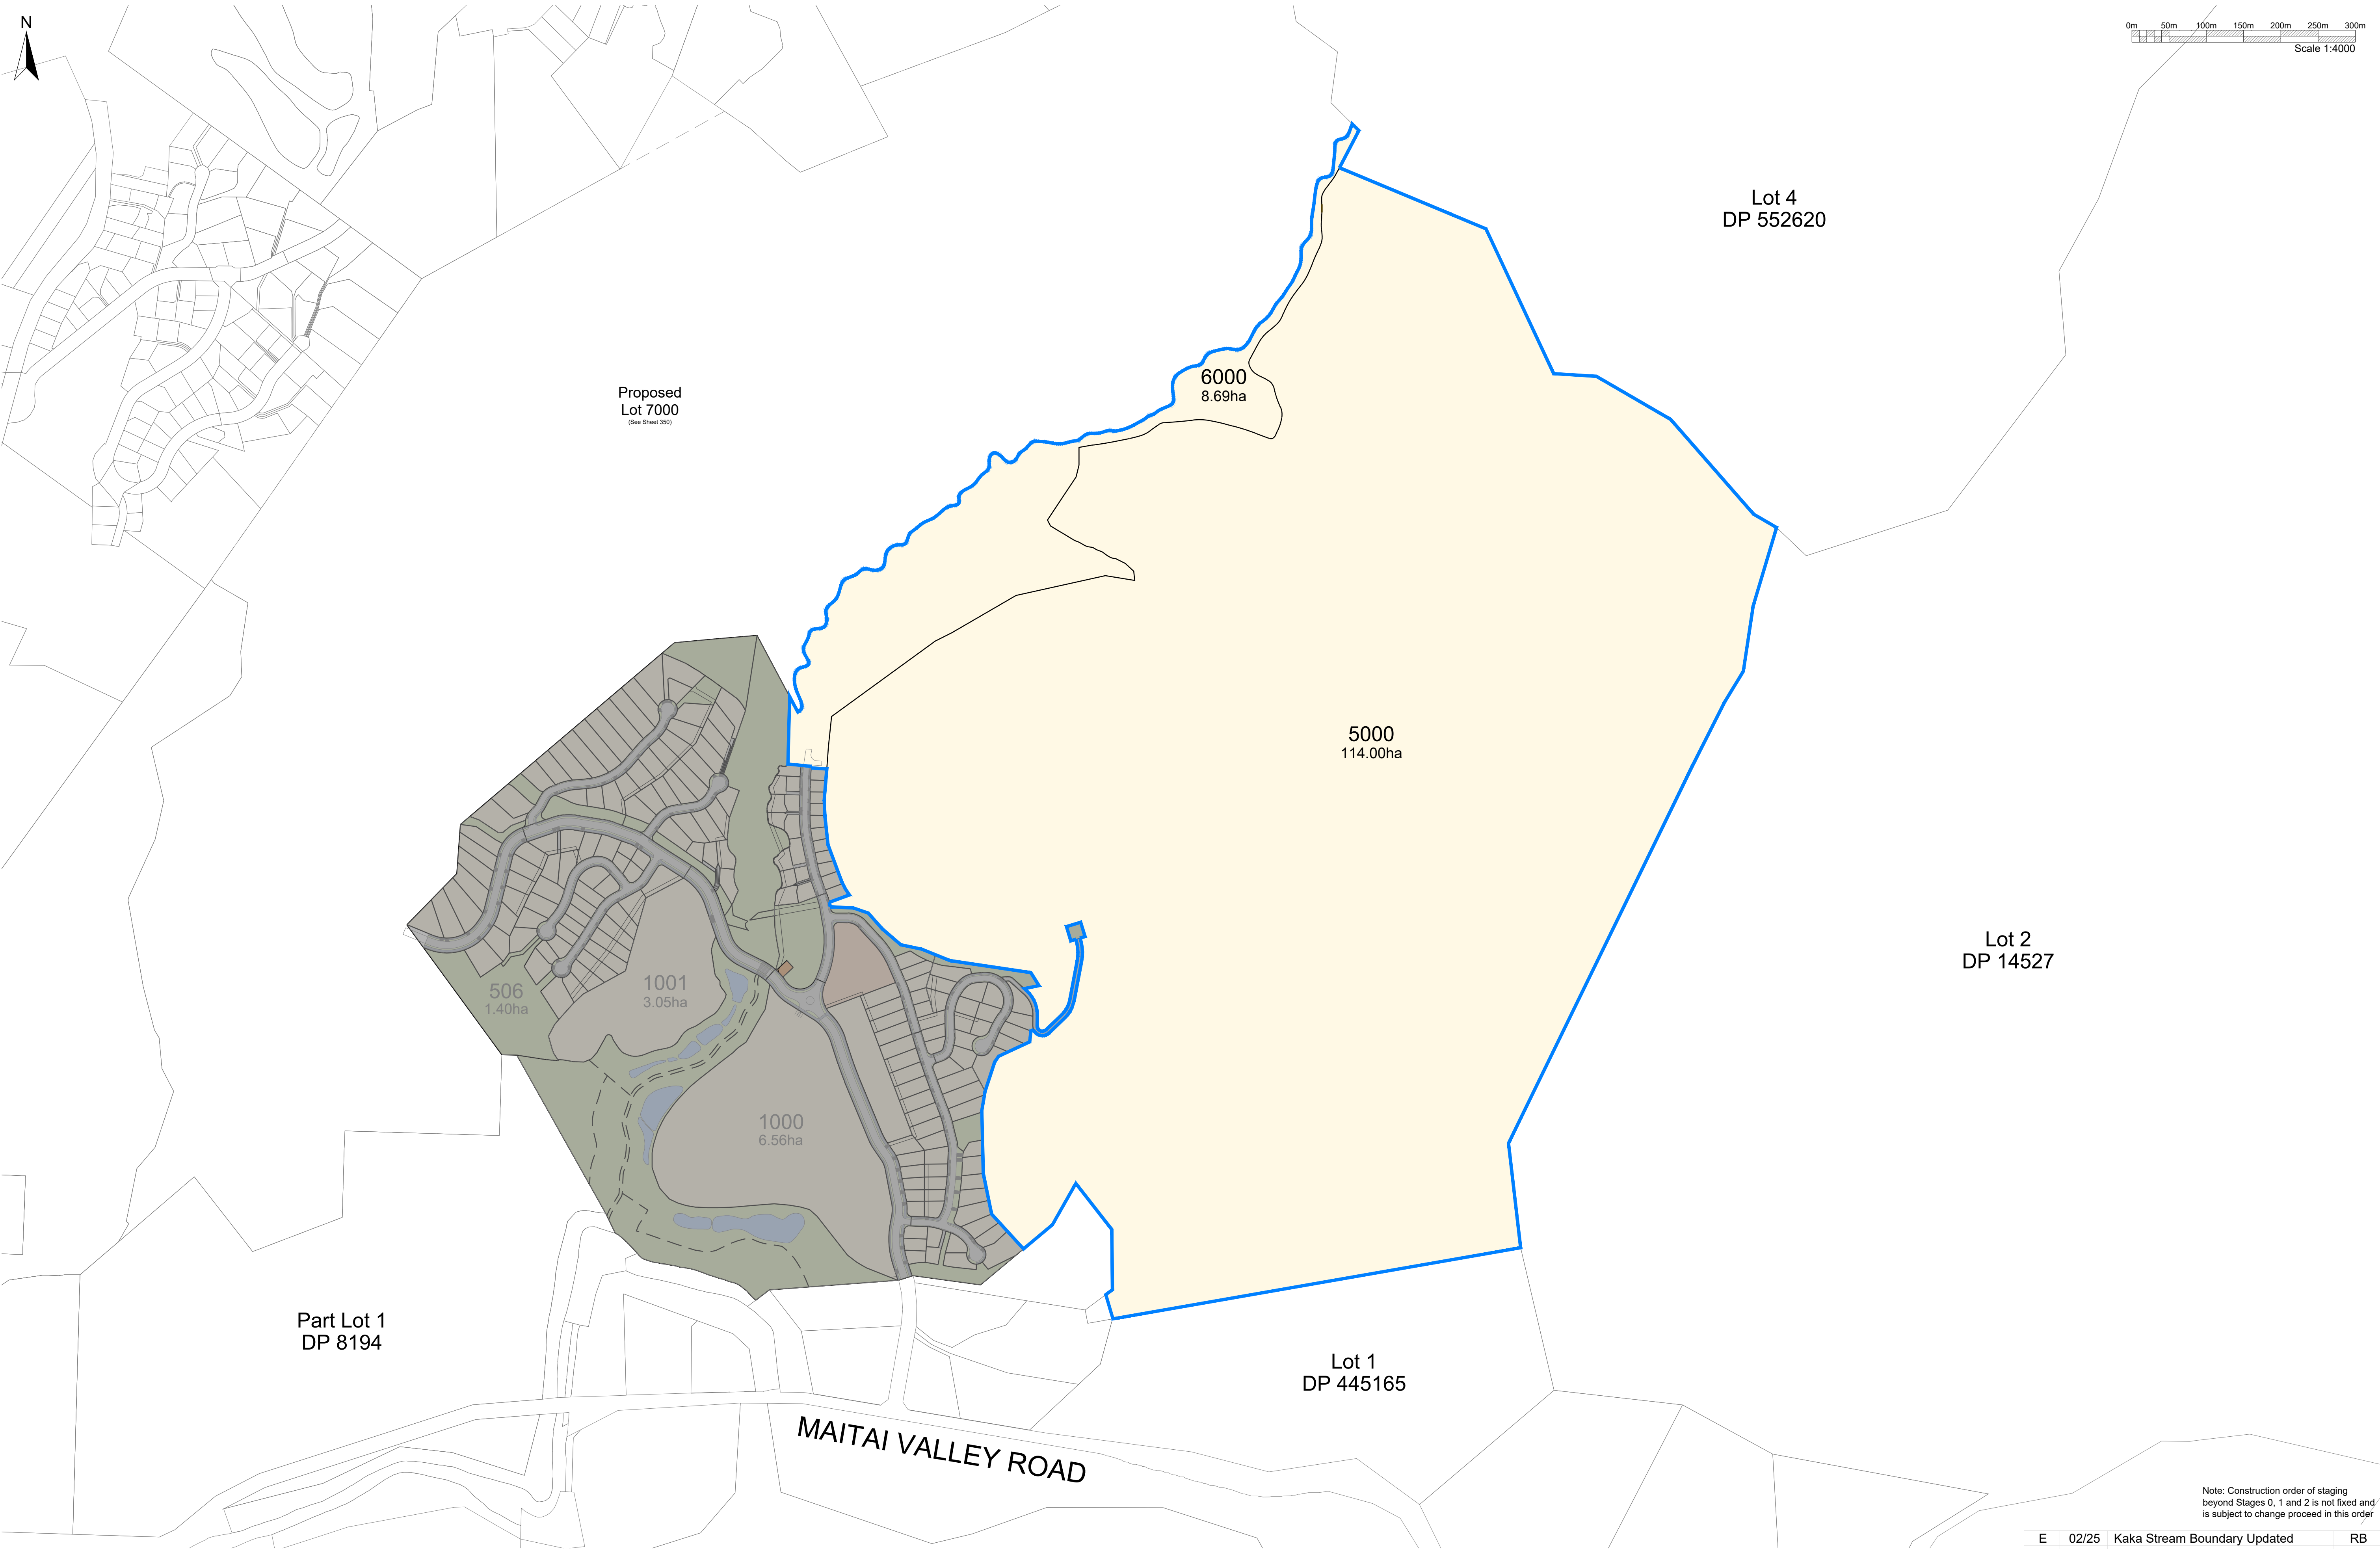 N
0m 50m 100m 150m 200m 250m 300m
Scale 1:4000
Lot 4
DP 552620
Proposed
Lot 7000
(See Sheet 350)
6000
8.69ha
5000
114.00ha
Lot 2
DP 14527
1001
3.05ha
506
1.40ha
1000
6.56ha
Part Lot 1
DP 8194
Lot 1
DP 445165
MAITAI VALLEY ROAD
Note: Construction order of staging
beyond Stages 0, 1 and 2 is not fixed and
is subject to change proceed in this order
E 02/25 Kaka Stream Boundary Updated RB